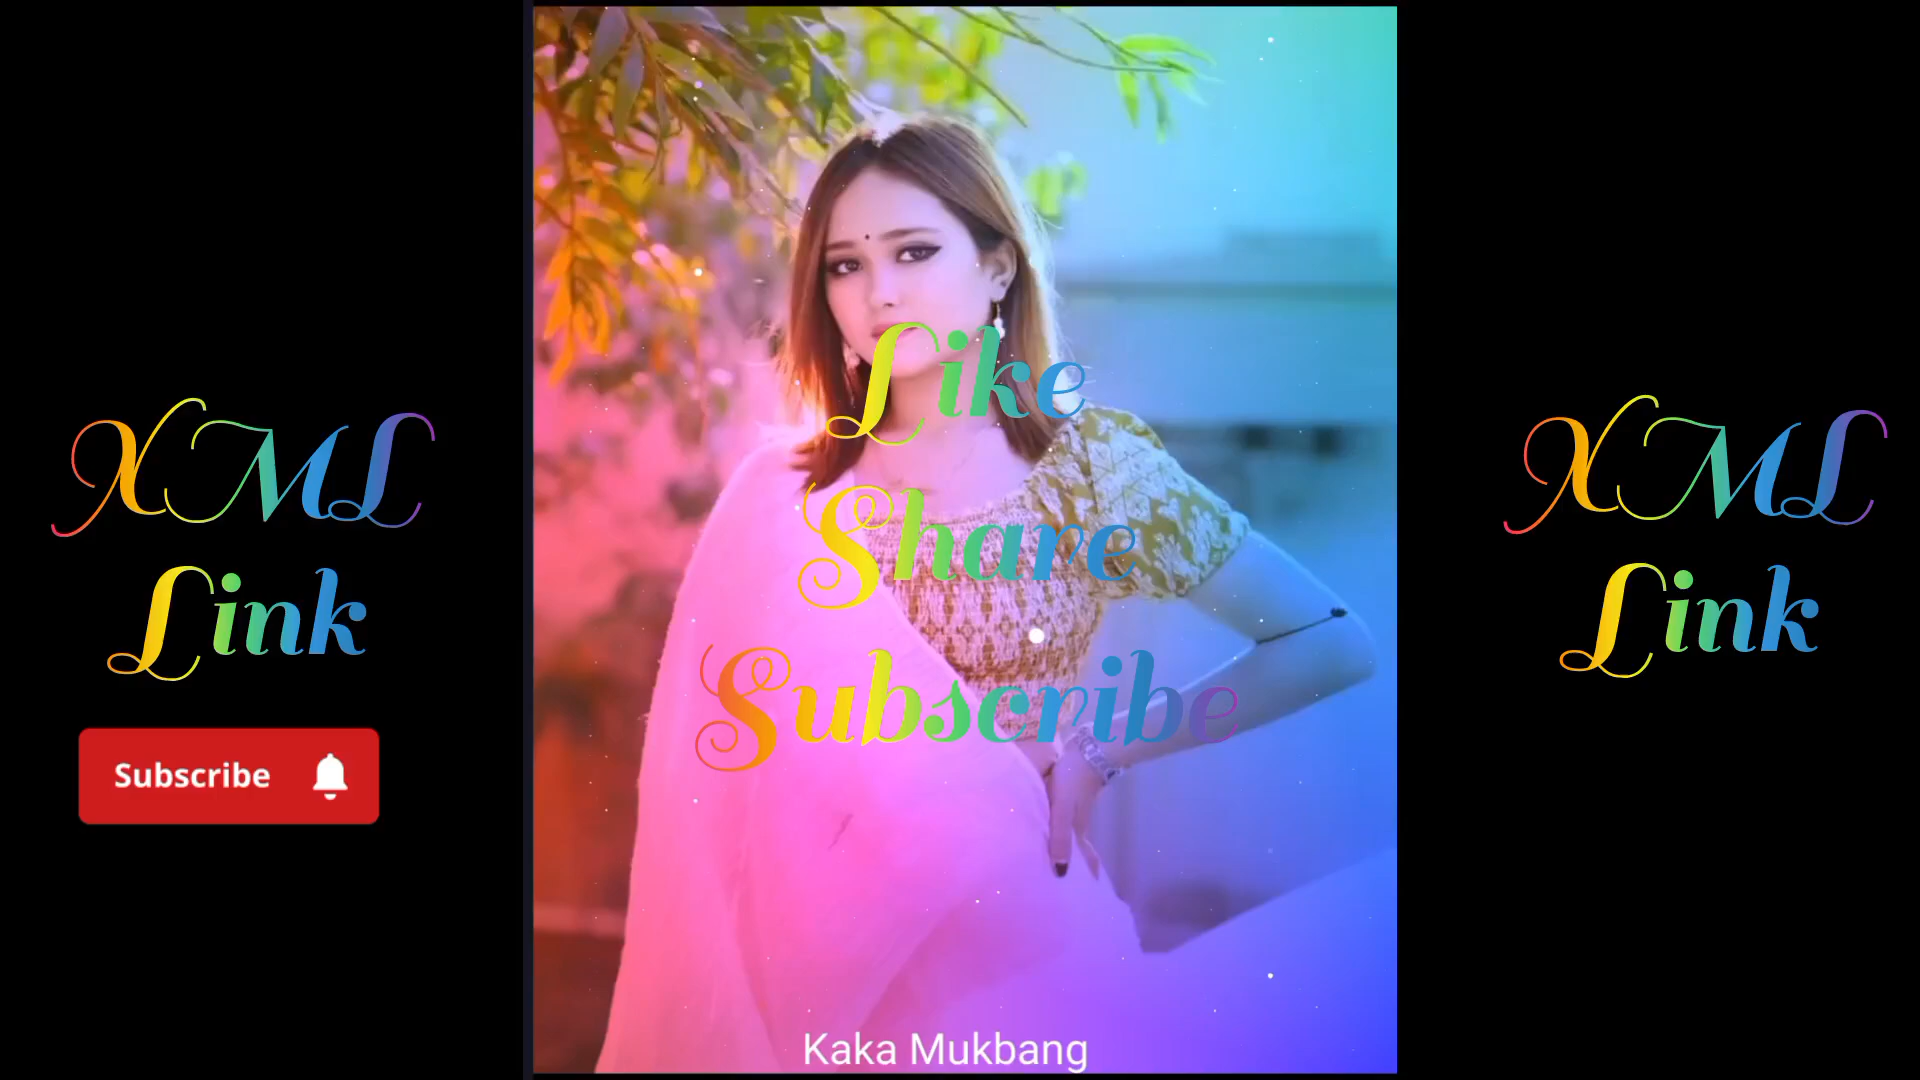 XML
Link
Subscribe
Like
Share
Subscribe
Kaka Mukbang
XML
Link